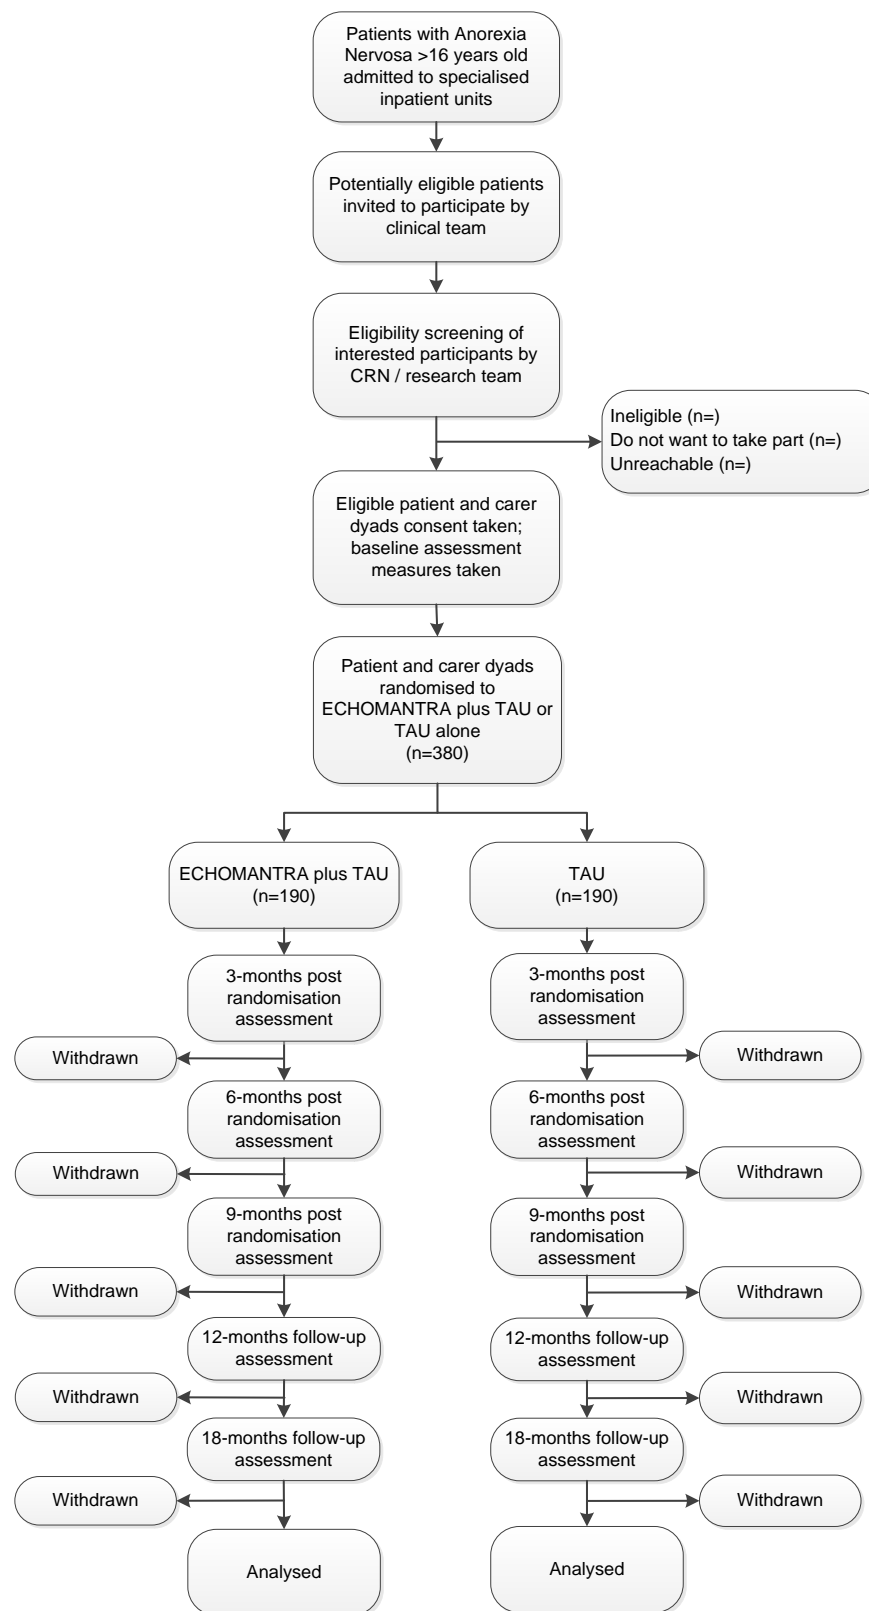 Patients with Anorexia
Nervosa >16 years old
admitted to specialised
inpatient units
Potentially eligible patients
invited to participate by
clinical team
Eligibility screening of
interested participants by
CRN / research team
Ineligible (n=)
Do not want to take part (n=)
Unreachable (n=)
Eligible patient and carer
dyads consent taken;
baseline assessment
measures taken
Patient and carer dyads
randomised to
ECHOMANTRA plus TAU or
TAU alone
(n=380)
ECHOMANTRA plus TAU
(n=190)
TAU
(n=190)
3-months post
randomisation
assessment
3-months post
randomisation
assessment
Withdrawn
Withdrawn
6-months post
randomisation
assessment
6-months post
randomisation
assessment
Withdrawn
Withdrawn
9-months post
randomisation
assessment
9-months post
randomisation
assessment
Withdrawn
Withdrawn
12-months follow-up
assessment
12-months follow-up
assessment
Withdrawn
Withdrawn
18-months follow-up
assessment
18-months follow-up
assessment
Withdrawn
Withdrawn
Analysed
Analysed